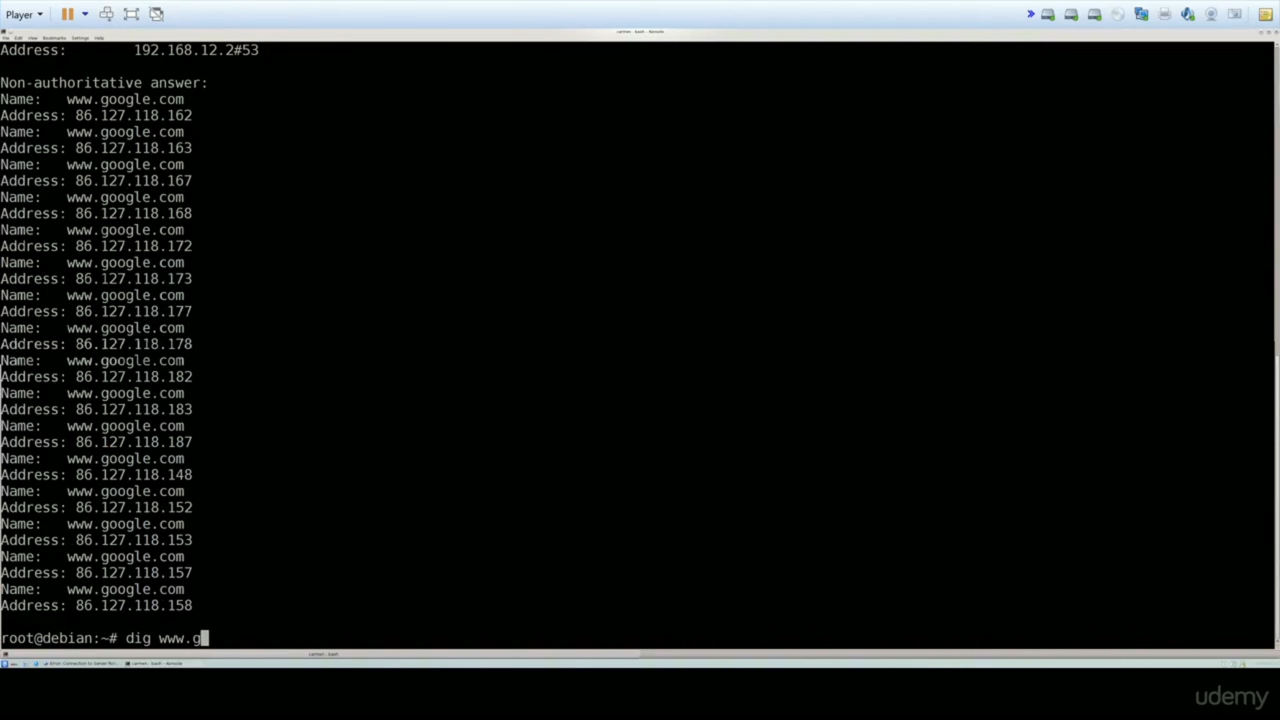 Player
Address: 192.168.12.2#53
Non-authoritative answer:
Name: www.google.com
Address: 86.127.118.162
Name: www.google.com
Address: 86.127.118.163
Name: www.google.com
Address: 86.127.118.167
Name: www.google.com
Address: 86.127.118.168
Name: www.google.com
Address: 86.127.118.172
Name: www.google.com
Address: 86.127.118.173
Name: www.google.com
Address: 86.127.118.177
Name: www.google.com
Address: 86.127.118.178
Name: www.google.com
Address: 86.127.118.182
Name: www.google.com
Address: 86.127.118.183
Name: www.google.com
Address: 86.127.118.187
Name: www.google.com
Address: 86.127.118.148
Name: www.google.com
Address: 86.127.118.152
Name: www.google.com
Address: 86.127.118.153
Name: www.google.com
Address: 86.127.118.157
Name: www.google.com
Address: 86.127.118.158
root@debian:~# dig www.g
udemy